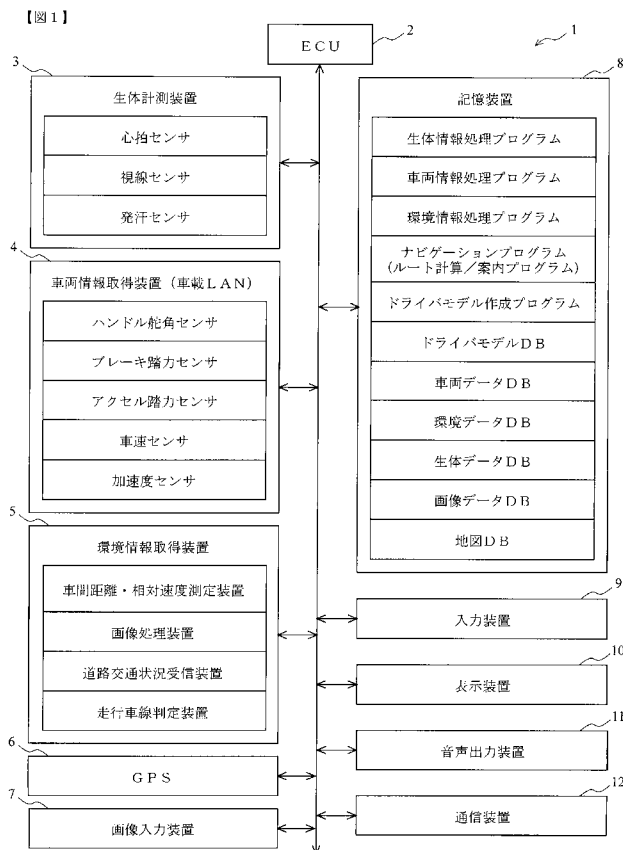 【図1】
ECU
2
1
3
生体計測装置
心拍センサ
視線センサ
発汗センサ
4
車両情報取得装置（車載LAN）
ハンドル舵角センサ
ブレーキ踏力センサ
アクセル踏力センサ
車速センサ
加速度センサ
5
環境情報取得装置
車間距離・相対速度測定装置
画像処理装置
道路交通状況受信装置
走行車線判定装置
6
GPS
7
画像入力装置
8
記憶装置
生体情報処理プログラム
車両情報処理プログラム
環境情報処理プログラム
ナビゲーションプログラム
(ルート計算／案内プログラム)
ドライバモデル作成プログラム
ドライバモデルDB
車両データDB
環境データDB
生体データDB
画像データDB
地図DB
9
入力装置
10
表示装置
11
音声出力装置
12
通信装置